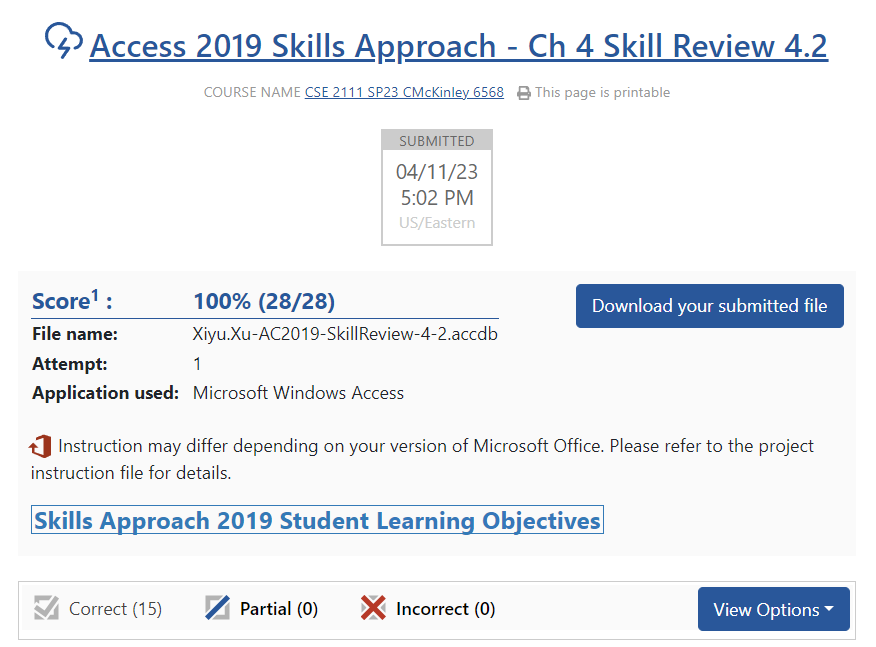 Access 2019 Skills Approach - Ch 4 Skill Review 4.2
COURSE NAME CSE 2111 SP23 CMcKinley 6568 This page is printable
SUBMITTED
04/11/23
5:02 PM
US/Eastern
Score1 : 100% (28/28)
Download your submitted file
File name: Xiyu.Xu-AC2019-SkillReview-4-2.accdb
Attempt: 1
Application used: Microsoft Windows Access
Instruction may differ depending on your version of Microsoft Office. Please refer to the project
instruction file for details.
Skills Approach 2019 Student Learning Objectives
Correct (15) Partial (0) Incorrect (0) View Options